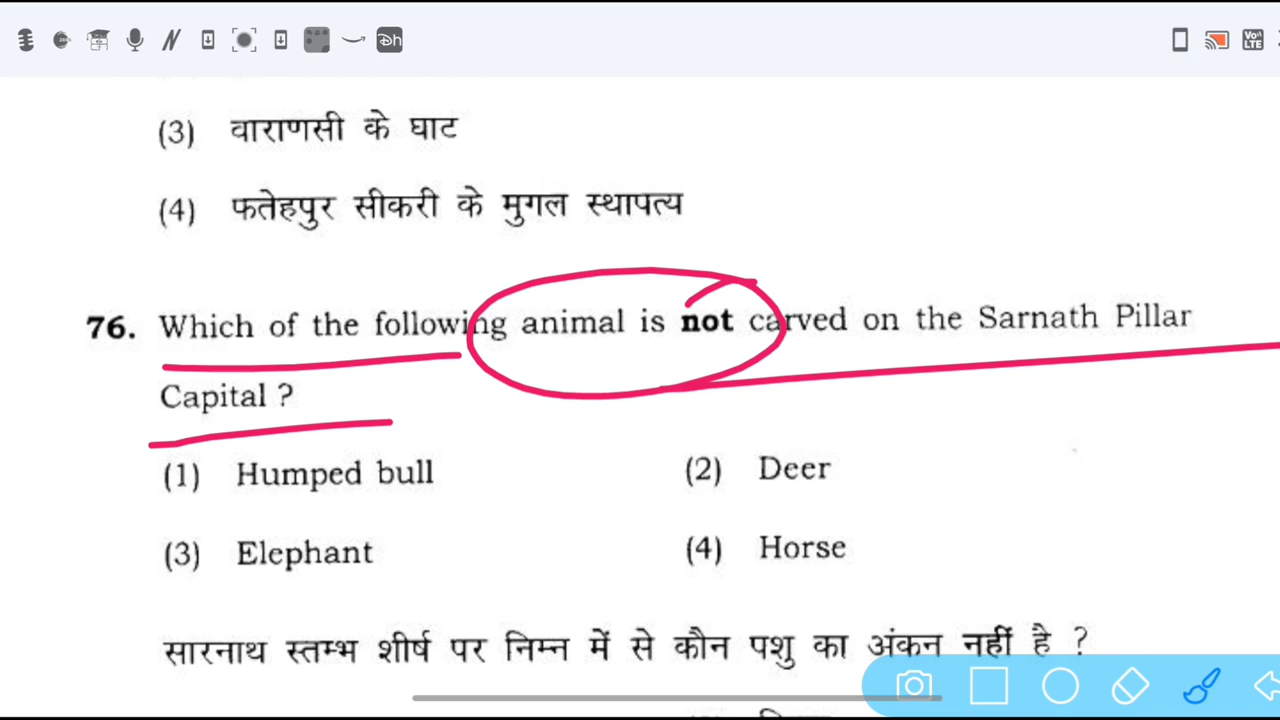 (3) वाराणसी के घाट
(4) फतेहपुर सीकरी के मुगल स्थापत्य
76. Which of the following animal is not carved on the Sarnath Pillar
Capital ?
(1) Humped bull (2) Deer
(3) Elephant (4) Horse
सारनाथ स्तम्भ शीर्ष पर निम्न में से कौन पशु का अंकन नहीं है ?